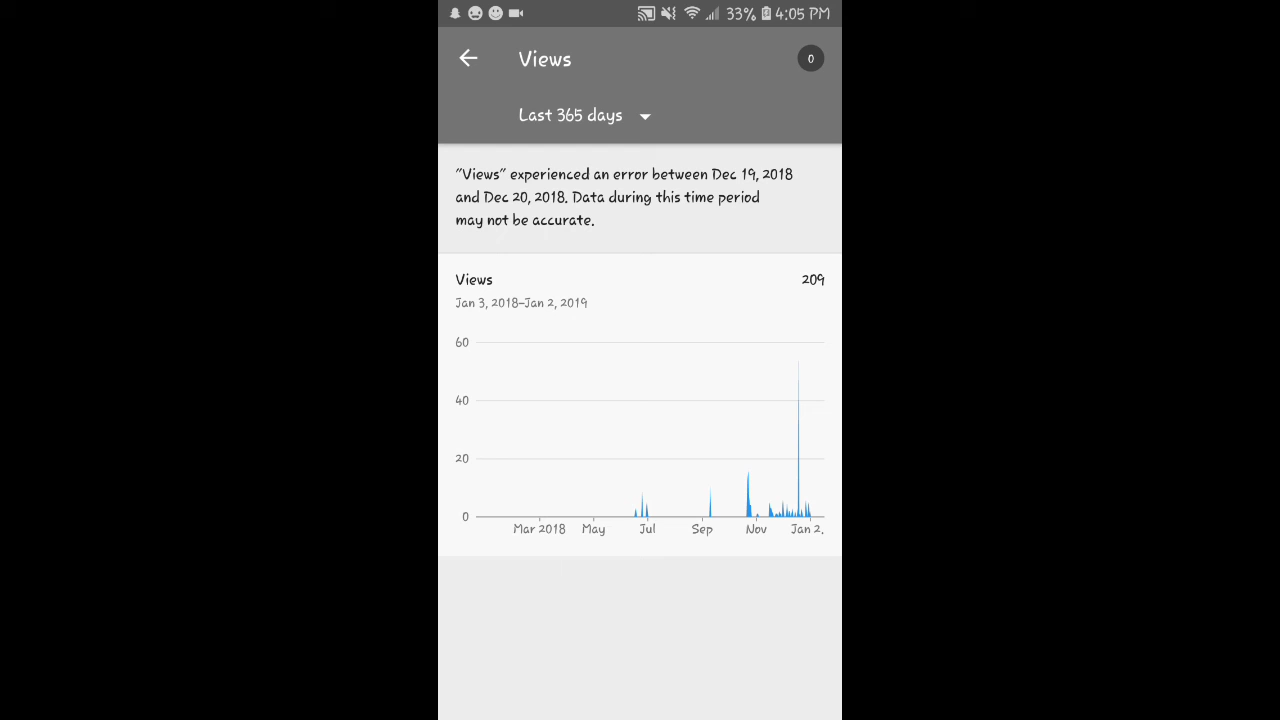 33% 4:05 PM
Views 0
Last 365 days
"Views" experienced an error between Dec 19, 2018
and Dec 20, 2018. Data during this time period
may not be accurate.
Views 209
Jan 3, 2018–Jan 2, 2019
60
40
20
0
Mar 2018 May Jul Sep Nov Jan 2.